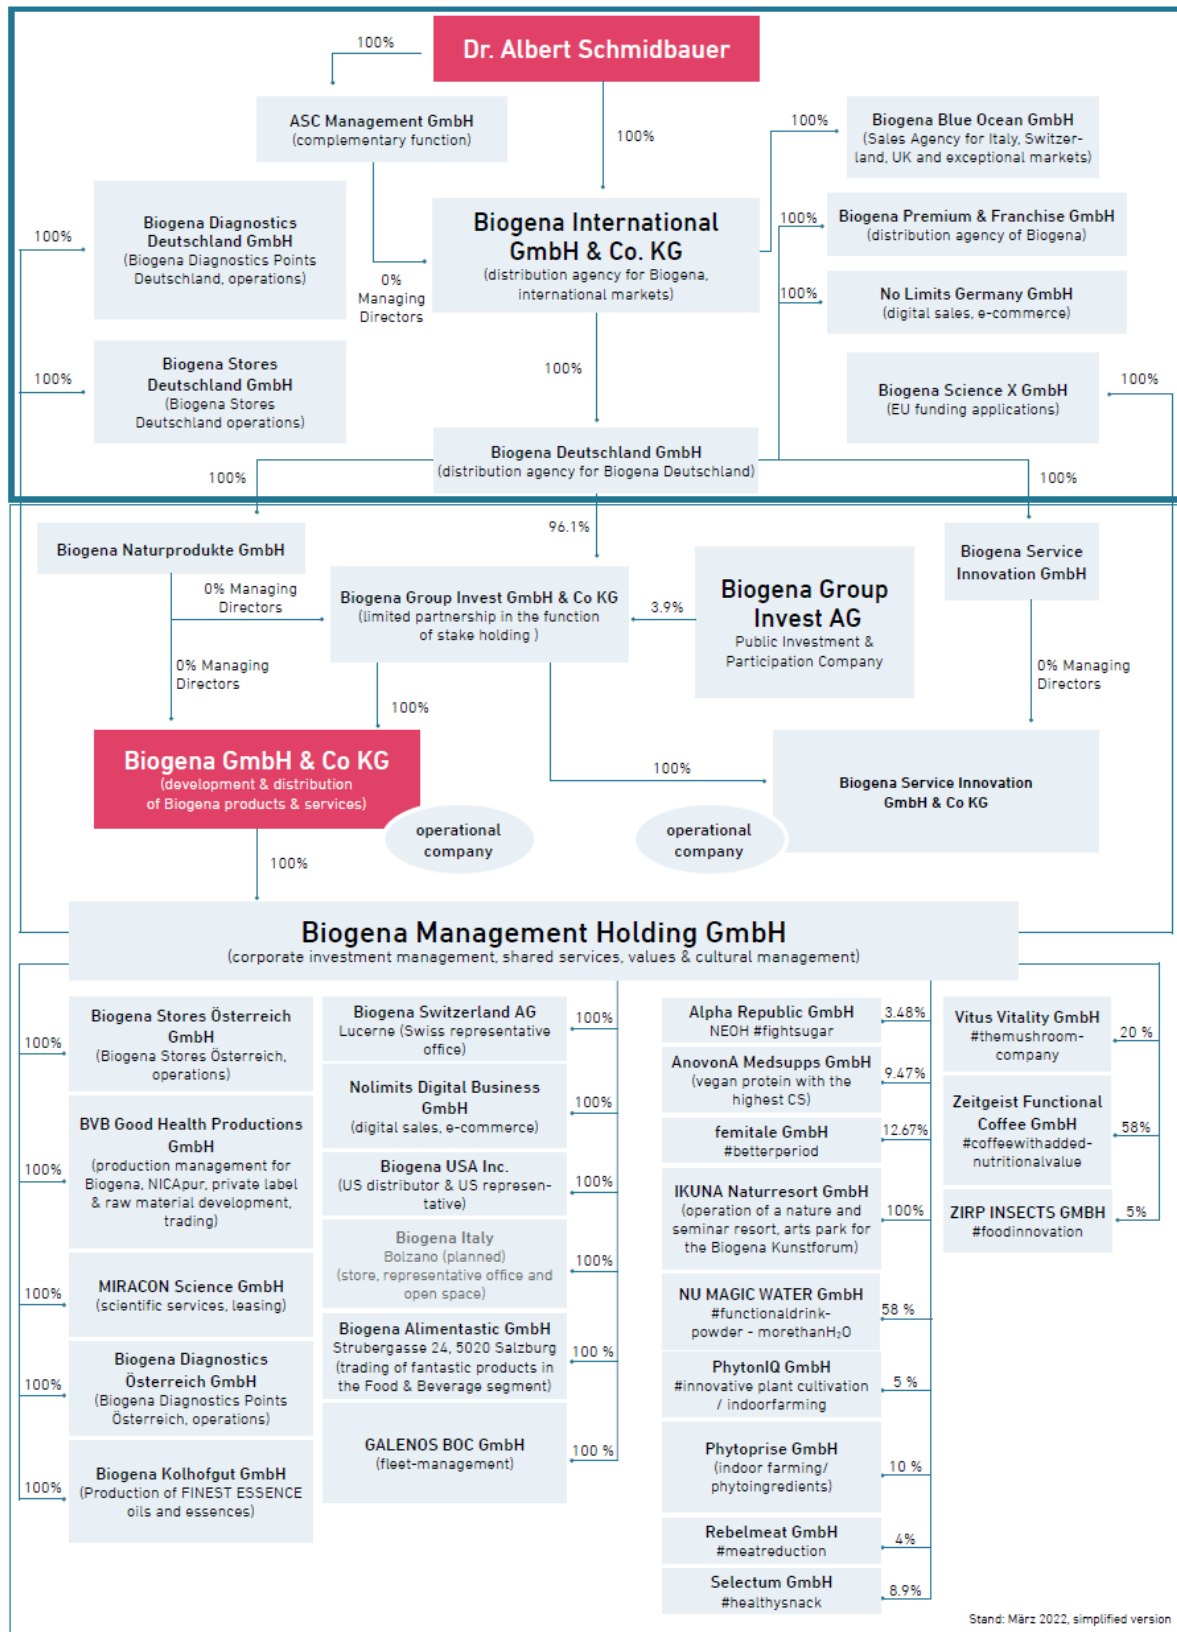 Dr. Albert Schmidbauer
100%
ASC Management GmbH
(complementary function)
100%
100%
Biogena Blue Ocean GmbH
(Sales Agency for Italy, Switzer-
land, UK and exceptional markets)
100%
Biogena Diagnostics
Deutschland GmbH
(Biogena Diagnostics Points
Deutschland, operations)
0%
Managing
Directors
Biogena International
GmbH & Co. KG
(distribution agency for Biogena,
international markets)
100%
Biogena Premium & Franchise GmbH
(distribution agency of Biogena)
100%
No Limits Germany GmbH
(digital sales, e-commerce)
100%
Biogena Stores
Deutschland GmbH
(Biogena Stores
Deutschland operations)
100%
Biogena Science X GmbH
(EU funding applications)
100%
Biogena Deutschland GmbH
(distribution agency for Biogena Deutschland)
100%
100%
96.1%
Biogena Naturprodukte GmbH
Biogena Service
Innovation GmbH
0% Managing
Directors
Biogena Group Invest GmbH & Co KG
(limited partnership in the function
of stake holding )
3.9%
Biogena Group
Invest AG
Public Investment &
Participation Company
0% Managing
Directors
0% Managing
Directors
100%
Biogena GmbH & Co KG
(development & distribution
of Biogena products & services)
100%
Biogena Service Innovation
GmbH & Co KG
operational
company
operational
company
100%
Biogena Management Holding GmbH
(corporate investment management, shared services, values & cultural management)
100%
Biogena Stores Österreich
GmbH
(Biogena Stores Österreich,
operations)
100%
BVB Good Health Productions
GmbH
(production management for
Biogena, NICApur, private label
& raw material development,
trading)
100%
MIRACON Science GmbH
(scientific services, leasing)
100%
Biogena Diagnostics
Österreich GmbH
(Biogena Diagnostics Points
Österreich, operations)
100%
Biogena Kolhofgut GmbH
(Production of FINEST ESSENCE
oils and essences)
Biogena Switzerland AG
Lucerne (Swiss representative
office)
100%
Nolimits Digital Business
GmbH
(digital sales, e-commerce)
100%
Biogena USA Inc.
(US distributor & US represen-
tative)
100%
Biogena Italy
Bolzano (planned)
(store, representative office and
open space)
100%
Biogena Alimentastic GmbH
Strubergasse 24, 5020 Salzburg
(trading of fantastic products in
the Food & Beverage segment)
100 %
GALENOS BOC GmbH
(fleet-management)
100 %
Alpha Republic GmbH
NEOH #fightsugar
3.48%
AnovonA Medsupps GmbH
(vegan protein with the
highest CS)
9.47%
femitale GmbH
#betterperiod
12.67%
IKUNA Naturresort GmbH
(operation of a nature and
seminar resort, arts park for
the Biogena Kunstforum)
100%
NU MAGIC WATER GmbH
#functionaldrink-
powder - morethanH₂O
58 %
PhytonIQ GmbH
#innovative plant cultivation
/ indoorfarming
5 %
Phytoprise GmbH
(indoor farming/
phytoingredients)
10 %
Rebelmeat GmbH
#meatreduction
4%
Selectum GmbH
#healthysnack
8.9%
Vitus Vitality GmbH
#themushroom-
company
20 %
Zeitgeist Functional
Coffee GmbH
#coffeewithadded-
nutritionalvalue
58%
ZIRP INSECTS GMBH
#foodinnovation
5%
Stand: März 2022, simplified version